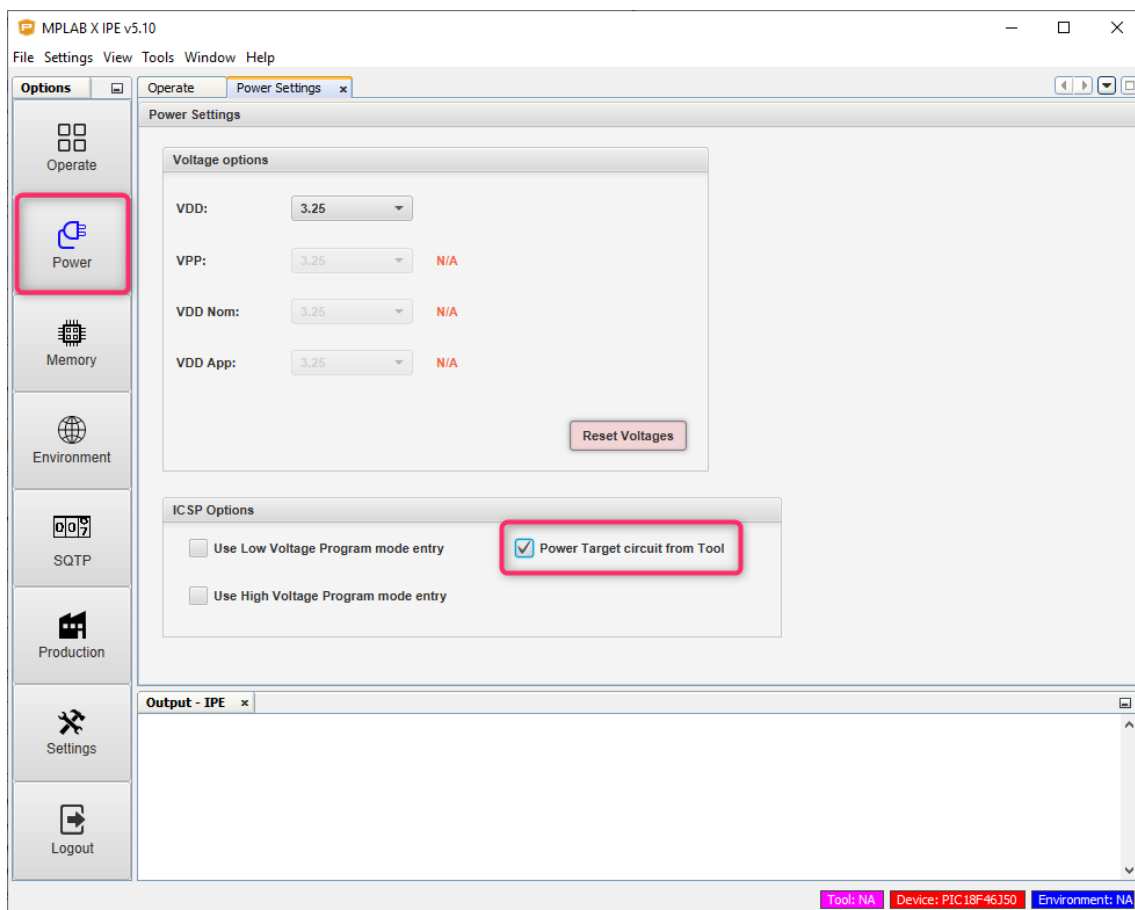 MPLAB X IPE v5.10
File Settings View Tools Window Help
Options
Operate
Power Settings
Power Settings
Operate
Power
Memory
Environment
SQTP
Production
Settings
Logout
Voltage options
VDD: 3.25
VPP: 3.25 N/A
VDD Nom: 3.25 N/A
VDD App: 3.25 N/A
Reset Voltages
ICSP Options
Use Low Voltage Program mode entry
Power Target circuit from Tool
Use High Voltage Program mode entry
Output - IPE
Tool: NA Device: PIC18F46J50 Environment: NA